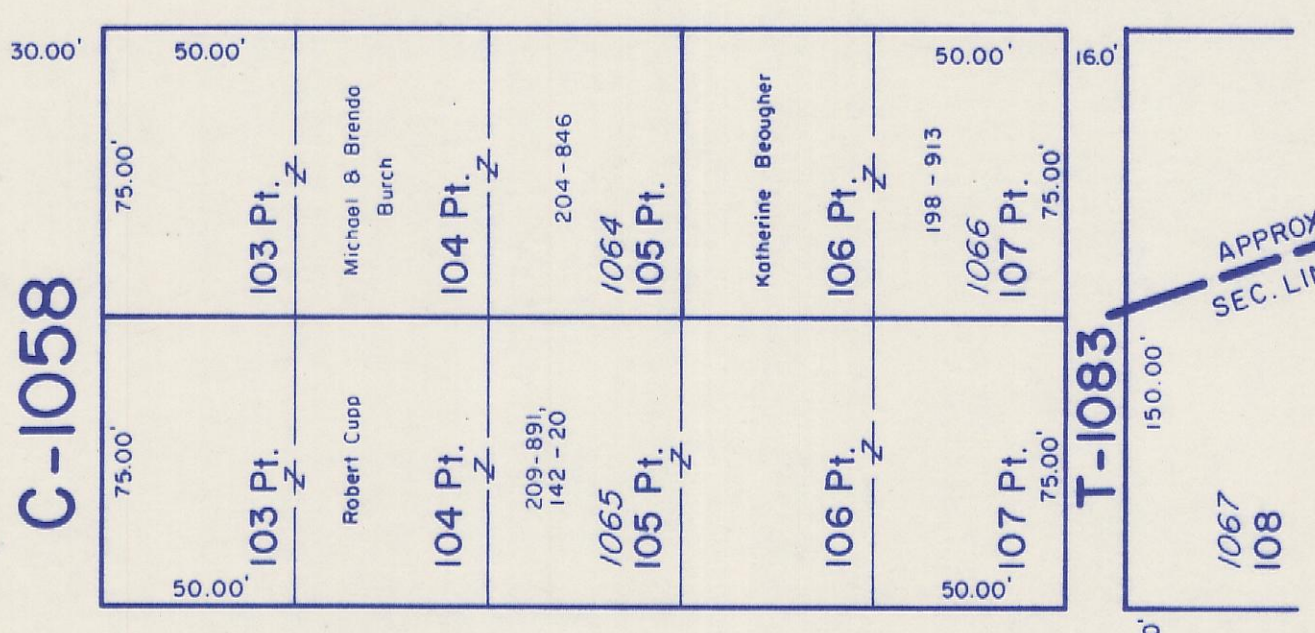 30.00'
50.00'
50.00'
16.0'
C-1058
75.00'
103 Pt.
Z
Michael & Brendo
Burch
104 Pt.
Z
204-846
1064
105 Pt.
Katherine Beougher
106 Pt.
Z
198-913
1066
107 Pt.
75.00'
APPROX
SEC. LI
75.00'
50.00'
103 Pt.
Z
Robert Cupp
104 Pt.
Z
209-891,
142-20
1065
105 Pt.
Z
106 Pt.
Z
107 Pt.
75.00'
50.00'
T-1083
150.00'
1067
108